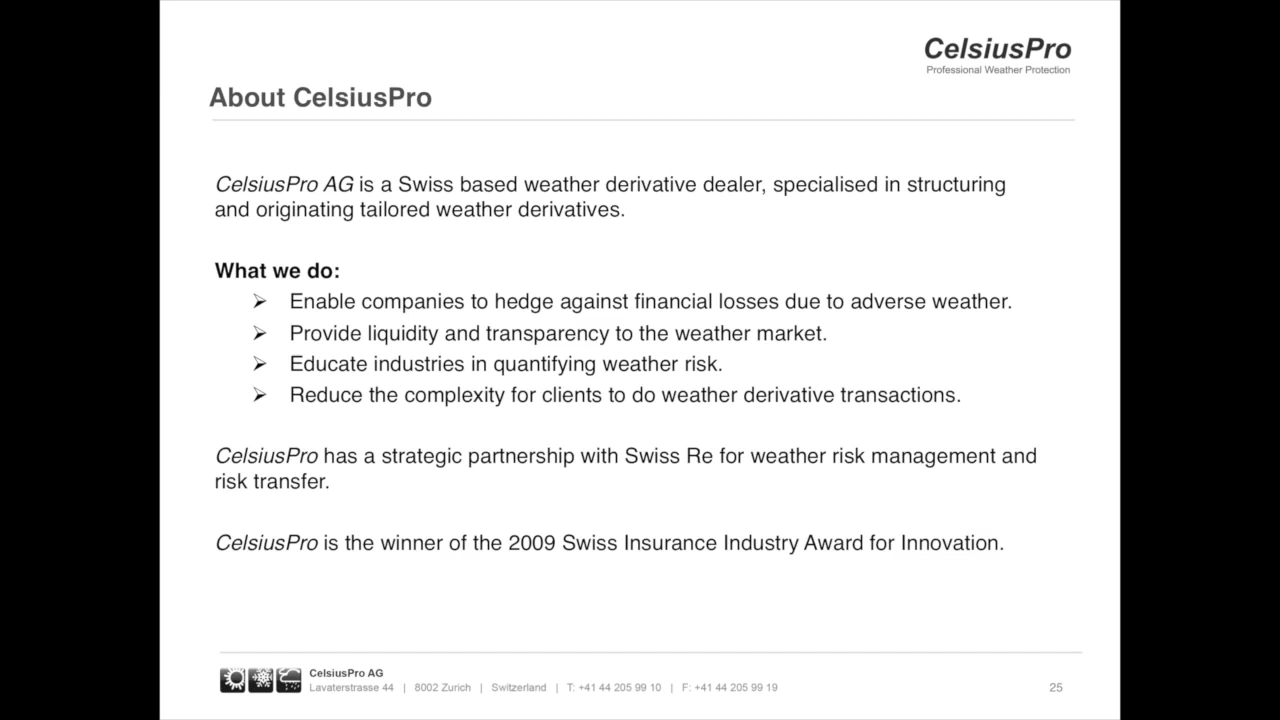 CelsiusPro
Professional Weather Protection
About CelsiusPro
CelsiusPro AG is a Swiss based weather derivative dealer, specialised in structuring
and originating tailored weather derivatives.
What we do:
➢ Enable companies to hedge against financial losses due to adverse weather.
➢ Provide liquidity and transparency to the weather market.
➢ Educate industries in quantifying weather risk.
➢ Reduce the complexity for clients to do weather derivative transactions.
CelsiusPro has a strategic partnership with Swiss Re for weather risk management and
risk transfer.
CelsiusPro is the winner of the 2009 Swiss Insurance Industry Award for Innovation.
CelsiusPro AG
Lavaterstrasse 44 | 8002 Zurich | Switzerland | T: +41 44 205 99 10 | F: +41 44 205 99 19
25